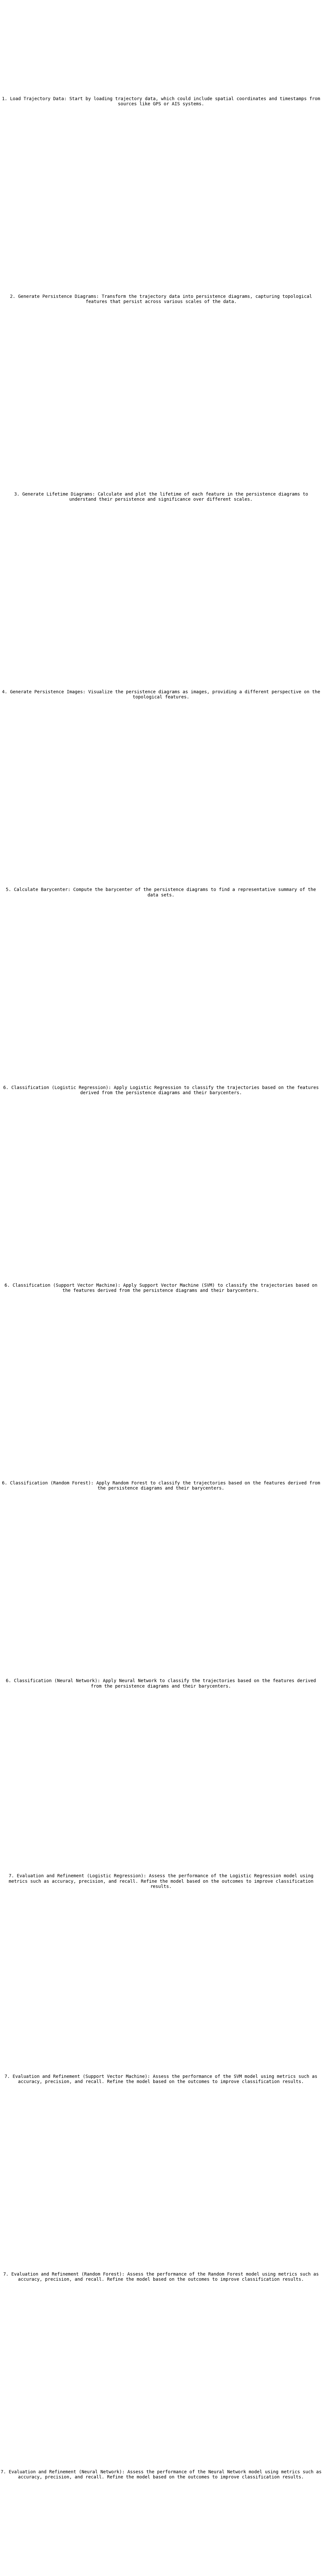 1. Load Trajectory Data: Start by loading trajectory data, which could include spatial coordinates and timestamps from
sources like GPS or AIS systems.
2. Generate Persistence Diagrams: Transform the trajectory data into persistence diagrams, capturing topological
features that persist across various scales of the data.
3. Generate Lifetime Diagrams: Calculate and plot the lifetime of each feature in the persistence diagrams to
understand their persistence and significance over different scales.
4. Generate Persistence Images: Visualize the persistence diagrams as images, providing a different perspective on the
topological features.
5. Calculate Barycenter: Compute the barycenter of the persistence diagrams to find a representative summary of the
data sets.
6. Classification (Logistic Regression): Apply Logistic Regression to classify the trajectories based on the features
derived from the persistence diagrams and their barycenters.
6. Classification (Support Vector Machine): Apply Support Vector Machine (SVM) to classify the trajectories based on
the features derived from the persistence diagrams and their barycenters.
6. Classification (Random Forest): Apply Random Forest to classify the trajectories based on the features derived from
the persistence diagrams and their barycenters.
6. Classification (Neural Network): Apply Neural Network to classify the trajectories based on the features derived
from the persistence diagrams and their barycenters.
7. Evaluation and Refinement (Logistic Regression): Assess the performance of the Logistic Regression model using
metrics such as accuracy, precision, and recall. Refine the model based on the outcomes to improve classification
results.
7. Evaluation and Refinement (Support Vector Machine): Assess the performance of the SVM model using metrics such as
accuracy, precision, and recall. Refine the model based on the outcomes to improve classification results.
7. Evaluation and Refinement (Random Forest): Assess the performance of the Random Forest model using metrics such as
accuracy, precision, and recall. Refine the model based on the outcomes to improve classification results.
7. Evaluation and Refinement (Neural Network): Assess the performance of the Neural Network model using metrics such as
accuracy, precision, and recall. Refine the model based on the outcomes to improve classification results.